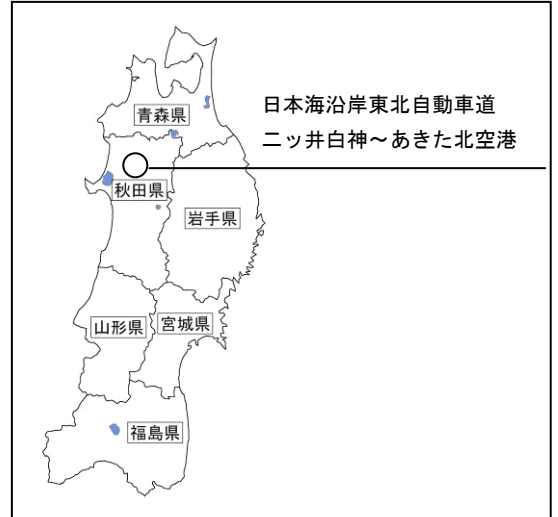 日本海沿岸東北自動車道
二ッ井白神～あきた北空港
青森県
秋田県
岩手県
山形県
宮城県
福島県